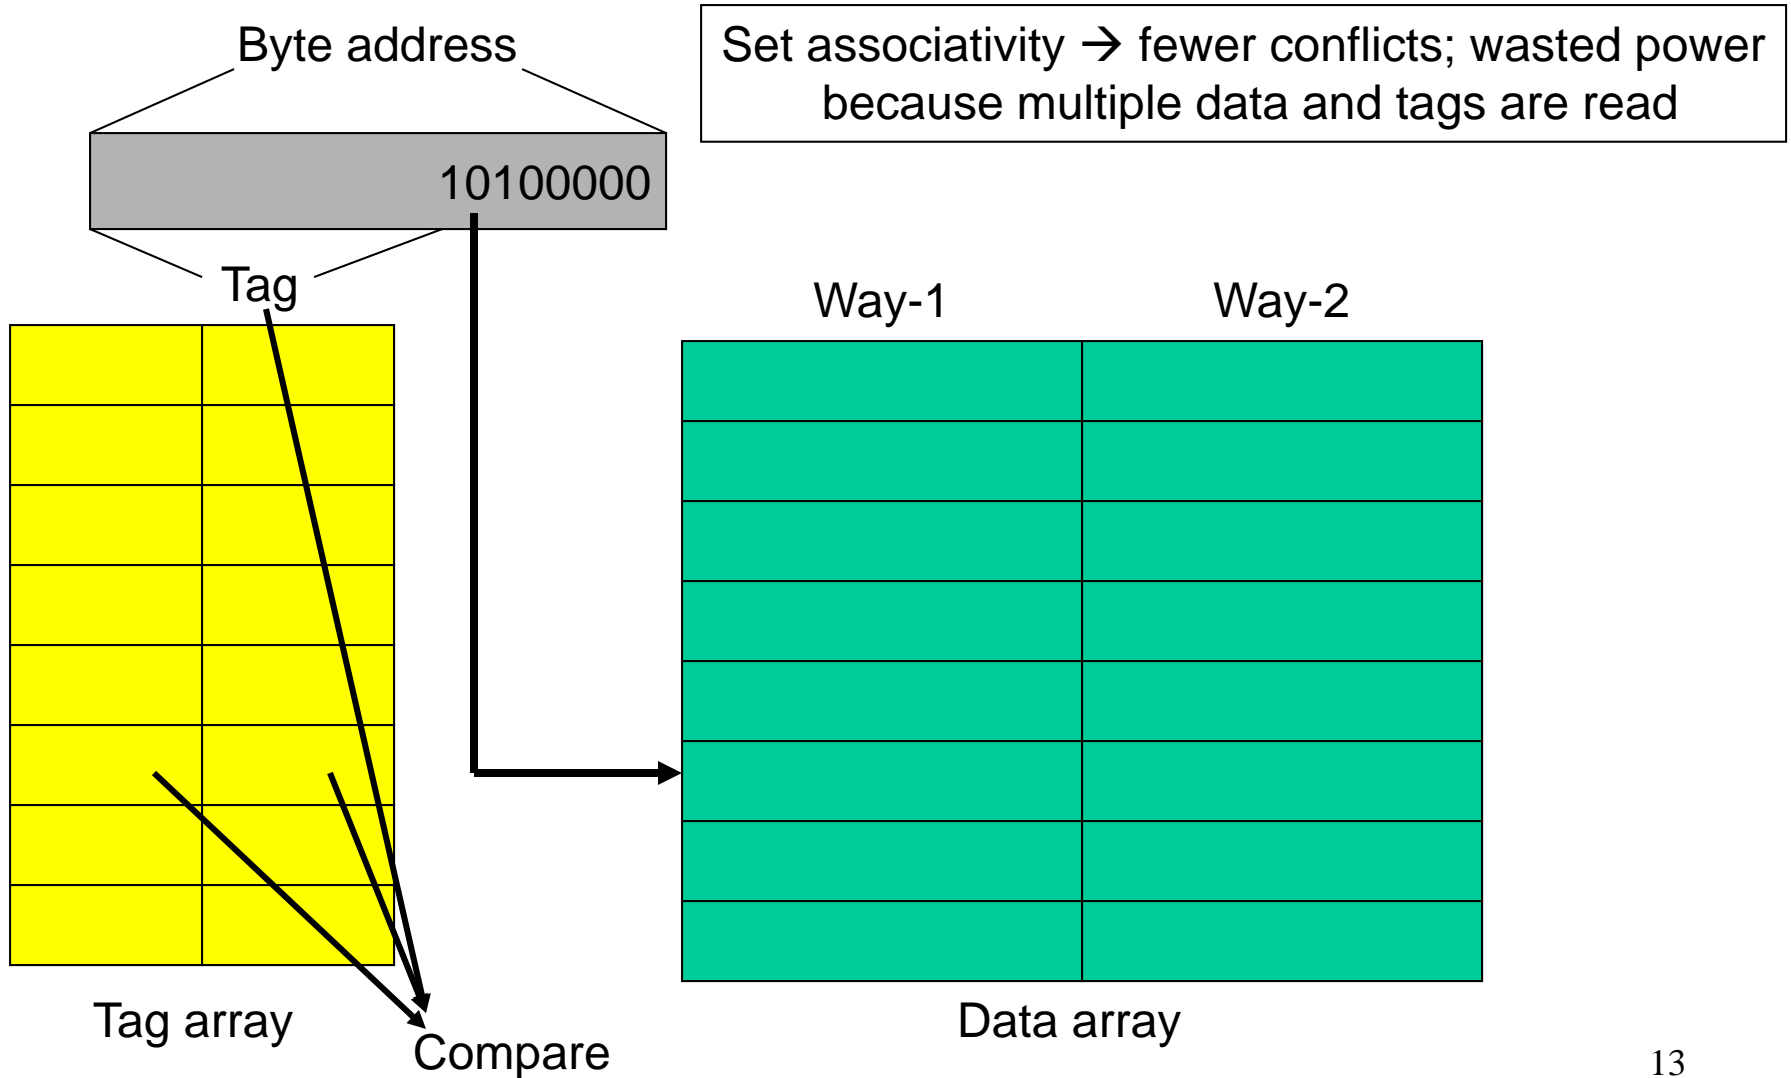 Byte address
Set associativity → fewer conflicts; wasted power
because multiple data and tags are read
10100000
Tag
Way-1
Way-2
Tag array
Data array
Compare
13